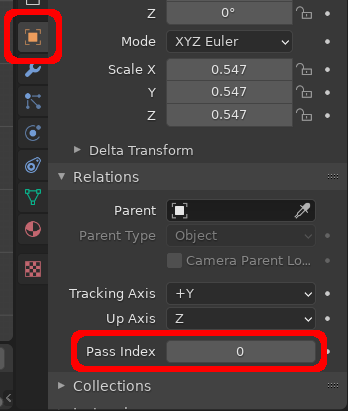 Z 0°
Mode XYZ Euler
Scale X 0.547
Y 0.547
Z 0.547
Delta Transform
Relations
Parent
Parent Type Object
Camera Parent Lo...
Tracking Axis +Y
Up Axis Z
Pass Index 0
Collections